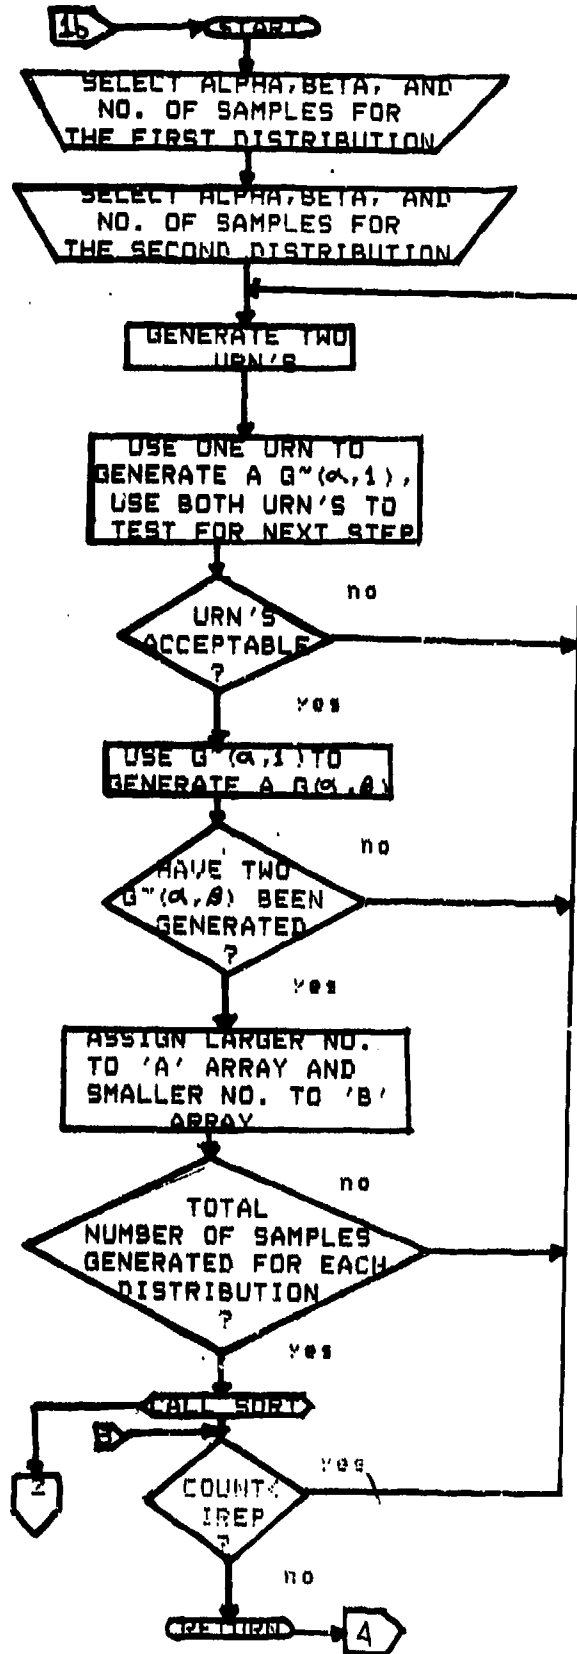 1b
START
SELECT ALPHA, BETA, AND
NO. OF SAMPLES FOR
THE FIRST DISTRIBUTION
SELECT ALPHA, BETA, AND
NO. OF SAMPLES FOR
THE SECOND DISTRIBUTION
GENERATE TWO
URN'S
USE ONE URN TO
GENERATE A G~(α,1),
USE BOTH URN'S TO
TEST FOR NEXT STEP
no
URN'S
ACCEPTABLE
?
yes
USE G~(α,1) TO
GENERATE A G(α,β)
no
HAVE TWO
G~(α,β) BEEN
GENERATED
?
yes
ASSIGN LARGER NO.
TO 'A' ARRAY AND
SMALLER NO. TO 'B'
ARRAY
no
TOTAL
NUMBER OF SAMPLES
GENERATED FOR EACH
DISTRIBUTION
?
yes
CALL SORT
2
yes
COUNT<
IREP
?
no
RETURN
4